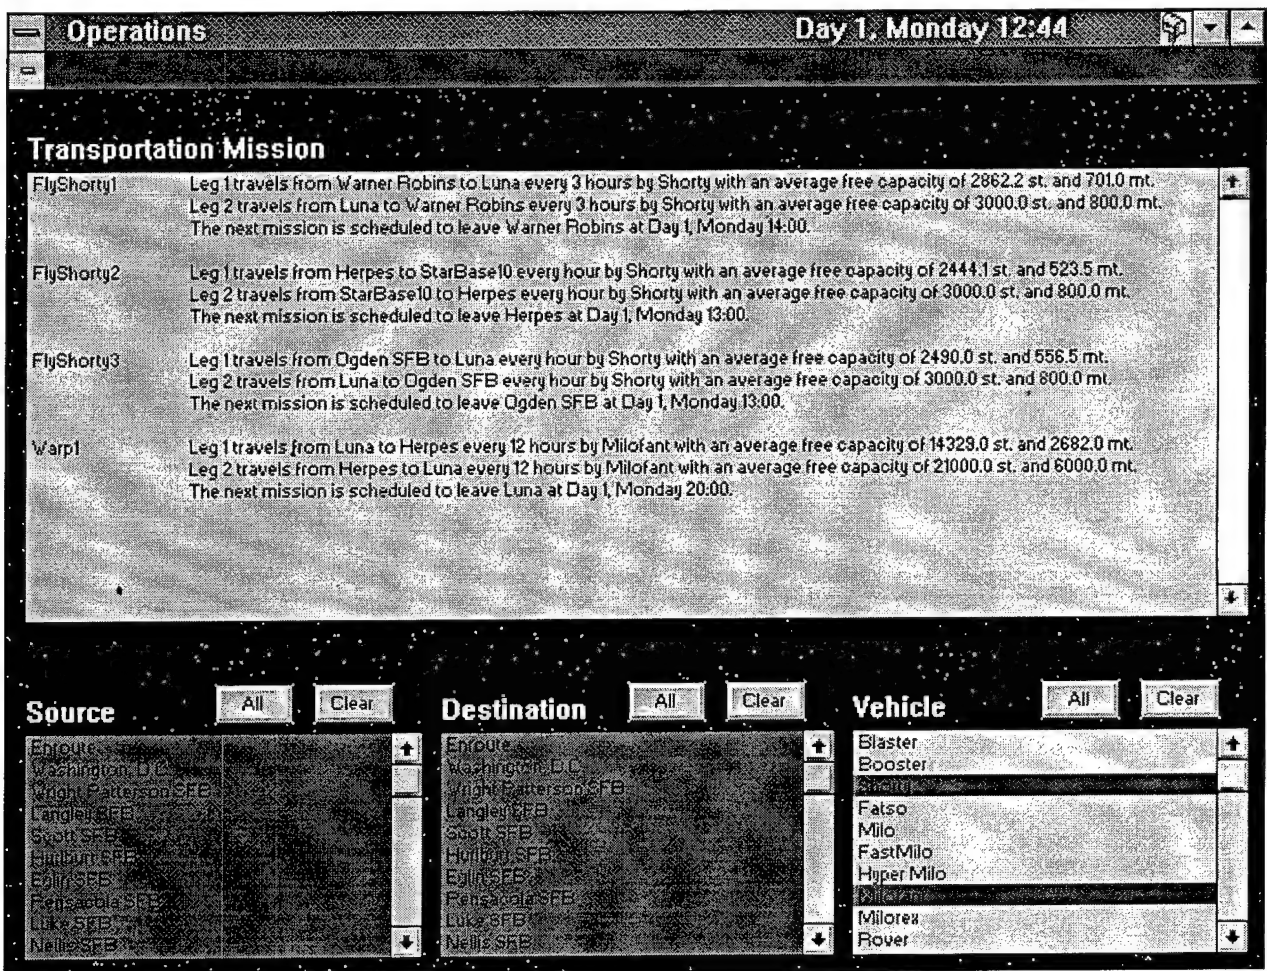 Operations
Day 1, Monday 12:44
Transportation Mission
FlyShorty1 Leg 1 travels from Warner Robins to Luna every 3 hours by Shorty with an average free capacity of 2862.2 st. and 701.0 mt.
Leg 2 travels from Luna to Warner Robins every 3 hours by Shorty with an average free capacity of 3000.0 st. and 800.0 mt.
The next mission is scheduled to leave Warner Robins at Day 1, Monday 14:00.
FlyShorty2 Leg 1 travels from Herpes to StarBase10 every hour by Shorty with an average free capacity of 2444.1 st. and 523.5 mt.
Leg 2 travels from StarBase10 to Herpes every hour by Shorty with an average free capacity of 3000.0 st. and 800.0 mt.
The next mission is scheduled to leave Herpes at Day 1, Monday 13:00.
FlyShorty3 Leg 1 travels from Ogden SFB to Luna every hour by Shorty with an average free capacity of 2490.0 st. and 556.5 mt.
Leg 2 travels from Luna to Ogden SFB every hour by Shorty with an average free capacity of 3000.0 st. and 800.0 mt.
The next mission is scheduled to leave Ogden SFB at Day 1, Monday 13:00.
Warp1 Leg 1 travels from Luna to Herpes every 12 hours by Milofant with an average free capacity of 14329.0 st. and 2682.0 mt.
Leg 2 travels from Herpes to Luna every 12 hours by Milofant with an average free capacity of 21000.0 st. and 6000.0 mt.
The next mission is scheduled to leave Luna at Day 1, Monday 20:00.
Source All Clear
Enroute
Washington, D.C.
Wright Patterson SFB
Langley SFB
Scott SFB
Hurlburt SFB
Eglin SFB
Pensacola SFB
Luke SFB
Nellis SFB
Destination All Clear
Enroute
Washington, D.C.
Wright Patterson SFB
Langley SFB
Scott SFB
Hurlburt SFB
Eglin SFB
Pensacola SFB
Luke SFB
Nellis SFB
Vehicle All Clear
Blaster
Booster
Shorty
Fatso
Milo
FastMilo
Hyper Milo
Milofant
Milorex
Rover